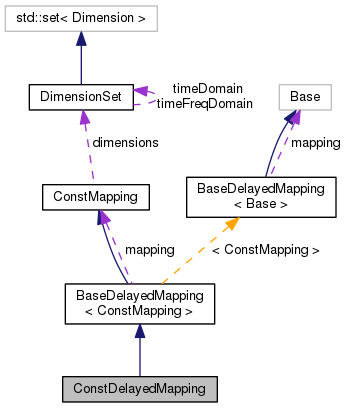 std::set< Dimension >
timeDomain
timeFreqDomain
DimensionSet
Base
dimensions
mapping
ConstMapping
BaseDelayedMapping
< Base >
mapping
< ConstMapping >
BaseDelayedMapping
< ConstMapping >
ConstDelayedMapping